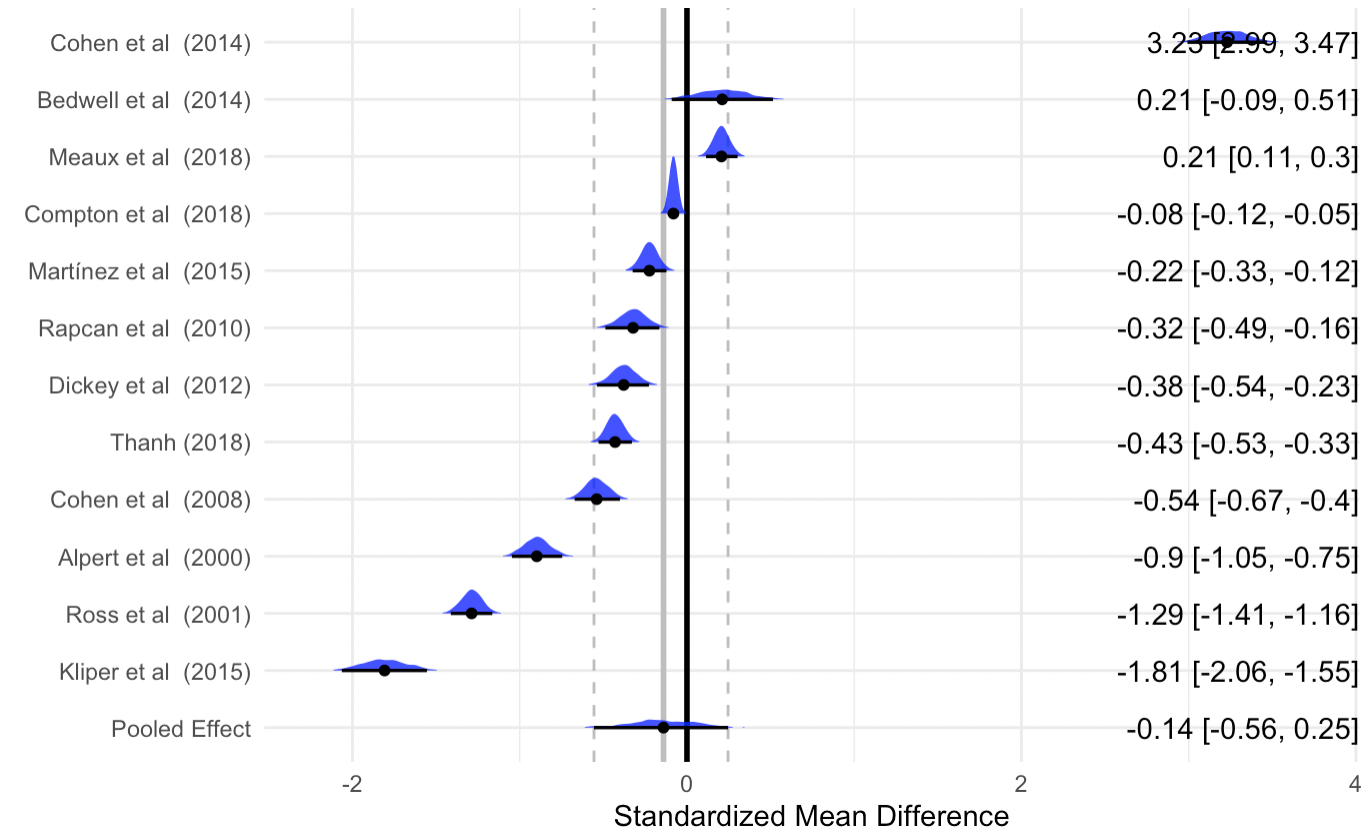 Cohen et al (2014) 3.23 [2.99, 3.47]
Bedwell et al (2014) 0.21 [-0.09, 0.51]
Meaux et al (2018) 0.21 [0.11, 0.3]
Compton et al (2018) -0.08 [-0.12, -0.05]
Martínez et al (2015) -0.22 [-0.33, -0.12]
Rapcan et al (2010) -0.32 [-0.49, -0.16]
Dickey et al (2012) -0.38 [-0.54, -0.23]
Thanh (2018) -0.43 [-0.53, -0.33]
Cohen et al (2008) -0.54 [-0.67, -0.4]
Alpert et al (2000) -0.9 [-1.05, -0.75]
Ross et al (2001) -1.29 [-1.41, -1.16]
Kliper et al (2015) -1.81 [-2.06, -1.55]
Pooled Effect -0.14 [-0.56, 0.25]
-2 0 2 4
Standardized Mean Difference